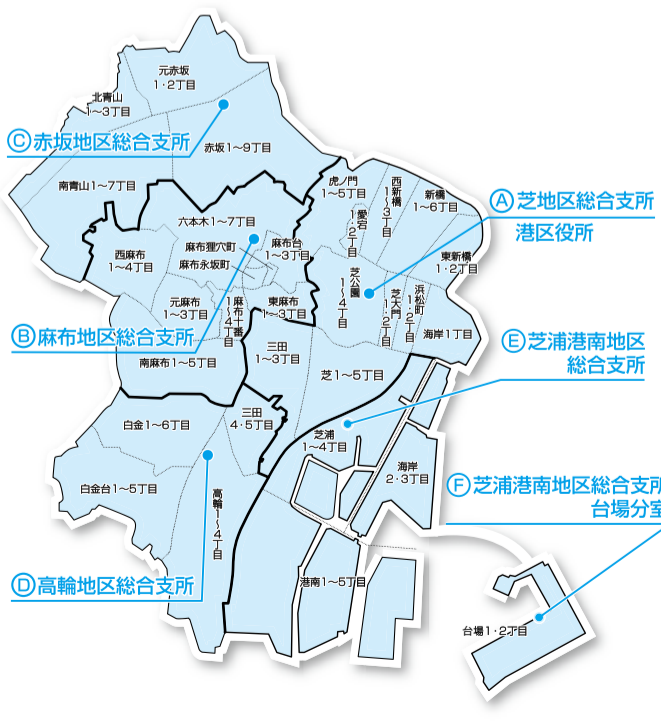 元赤坂
1・2丁目
北青山
1～3丁目
Ⓒ赤坂地区総合支所
赤坂1～9丁目
南青山1～7丁目
虎ノ門
1～5丁目
西新橋
1～3丁目
新橋
1～6丁目
愛宕
1・2丁目
Ⓐ芝地区総合支所
港区役所
六本木1～7丁目
麻布狸穴町
麻布永坂町
麻布台
1～3丁目
西麻布
1～4丁目
東新橋
1・2丁目
芝公園
1～4丁目
芝大門
1・2丁目
浜松町
1・2丁目
元麻布
1～3丁目
麻布十番
1～4丁目
東麻布
1～3丁目
海岸1丁目
Ⓑ麻布地区総合支所
南麻布1～5丁目
三田
1～3丁目
芝1～5丁目
Ⓔ芝浦港南地区
総合支所
白金1～6丁目
三田
4・5丁目
芝浦
1～4丁目
海岸
2・3丁目
白金台1～5丁目
高輪1～4丁目
Ⓕ芝浦港南地区総合支所
台場分室
Ⓓ高輪地区総合支所
港南1～5丁目
台場1・2丁目